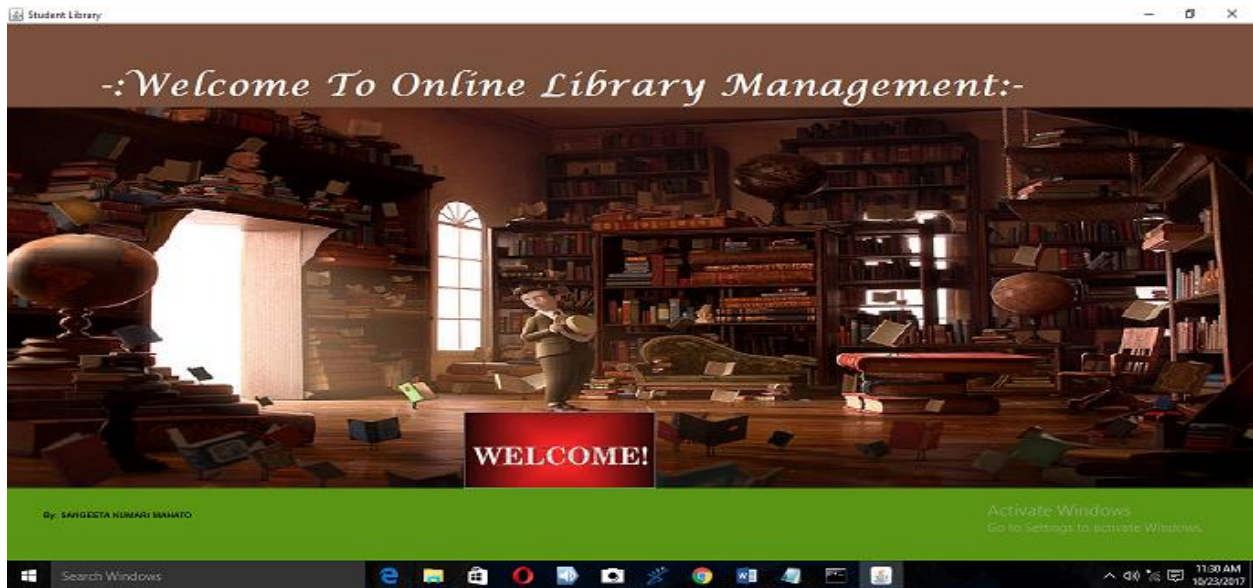 Student Library
-:Welcome To Online Library Management:-
WELCOME!
By: SANGEETA KUMARI MAHATO
Activate Windows
Go to Settings to activate Windows.
Search Windows
11:30 AM
10/23/2017